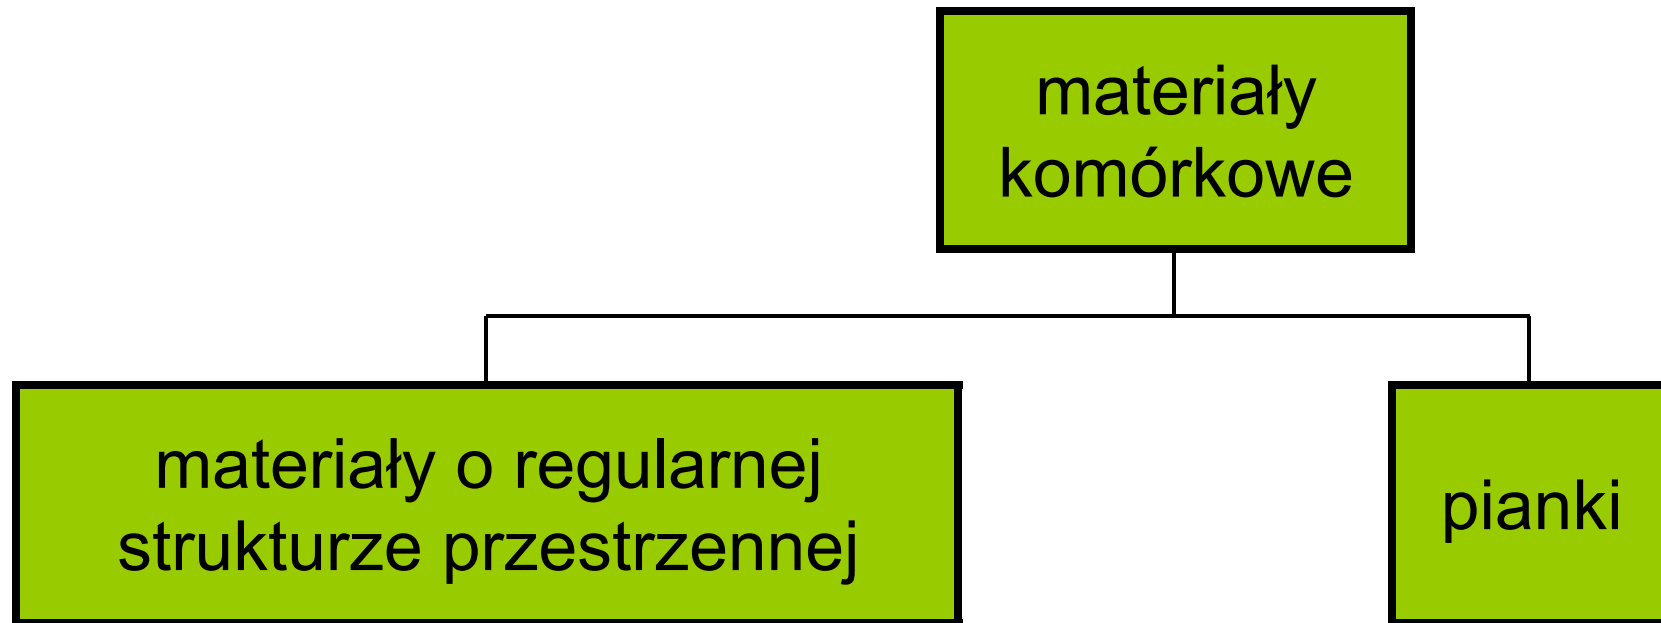 materiały
komórkowe
materiały o regularnej
strukturze przestrzennej
pianki